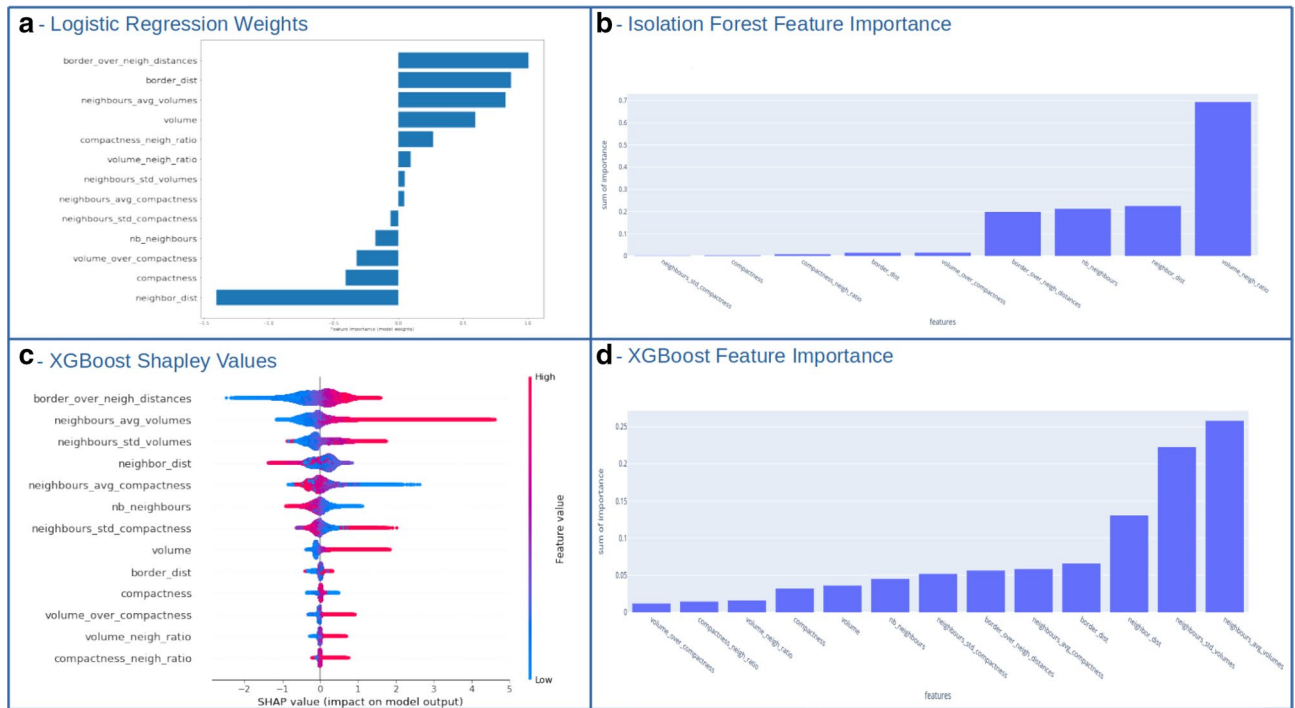 a - Logistic Regression Weights
border_over_neigh_distances
border_dist
neighbours_avg_volumes
volume
compactness_neigh_ratio
volume_neigh_ratio
neighbours_std_volumes
neighbours_avg_compactness
neighbours_std_compactness
nb_neighbours
volume_over_compactness
compactness
neighbor_dist
-1.5 -1.0 -0.5 0.0 0.5 1.0
Feature importance (model weights)
b - Isolation Forest Feature Importance
0.7
0.6
0.5
0.4
0.3
0.2
0.1
0
sum of importance
neighbours_std_compactness
compactness
compactness_neigh_ratio
border_dist
volume_over_compactness
border_over_neigh_distances
nb_neighbours
neighbor_dist
volume_neigh_ratio
features
c - XGBoost Shapley Values
border_over_neigh_distances
neighbours_avg_volumes
neighbours_std_volumes
neighbor_dist
neighbours_avg_compactness
nb_neighbours
neighbours_std_compactness
volume
border_dist
compactness
volume_over_compactness
volume_neigh_ratio
compactness_neigh_ratio
−2 −1 0 1 2 3 4 5
SHAP value (impact on model output)
High
Feature value
Low
d - XGBoost Feature Importance
0.25
0.2
0.15
0.1
0.05
0
sum of importance
volume_over_compactness
compactness_neigh_ratio
volume_neigh_ratio
compactness
volume
nb_neighbours
neighbours_std_compactness
border_over_neigh_distances
neighbours_avg_compactness
border_dist
neighbor_dist
neighbours_std_volumes
neighbours_avg_volumes
features